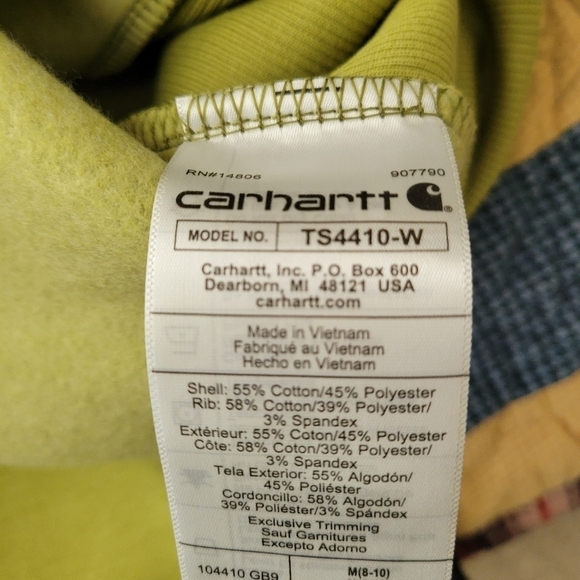 RN#14806 907790
carhartt
MODEL NO. TS4410-W
Carhartt, Inc. P.O. Box 600
Dearborn, MI 48121 USA
carhartt.com
Made in Vietnam
Fabriqué au Vietnam
Hecho en Vietnam
Shell: 55% Cotton/45% Polyester
Rib: 58% Cotton/39% Polyester/
3% Spandex
Extérieur: 55% Coton/45% Polyester
Côte: 58% Coton/39% Polyester/
3% Spandex
Tela Exterior: 55% Algodón/
45% Poliéster
Cordoncillo: 58% Algodón/
39% Poliéster/3% Spándex
Exclusive Trimming
Sauf Garnitures
Excepto Adorno
104410 GB9 M(8-10)